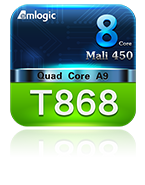 Amlogic
8
Core
Mali 450
Quad Core A9
T868